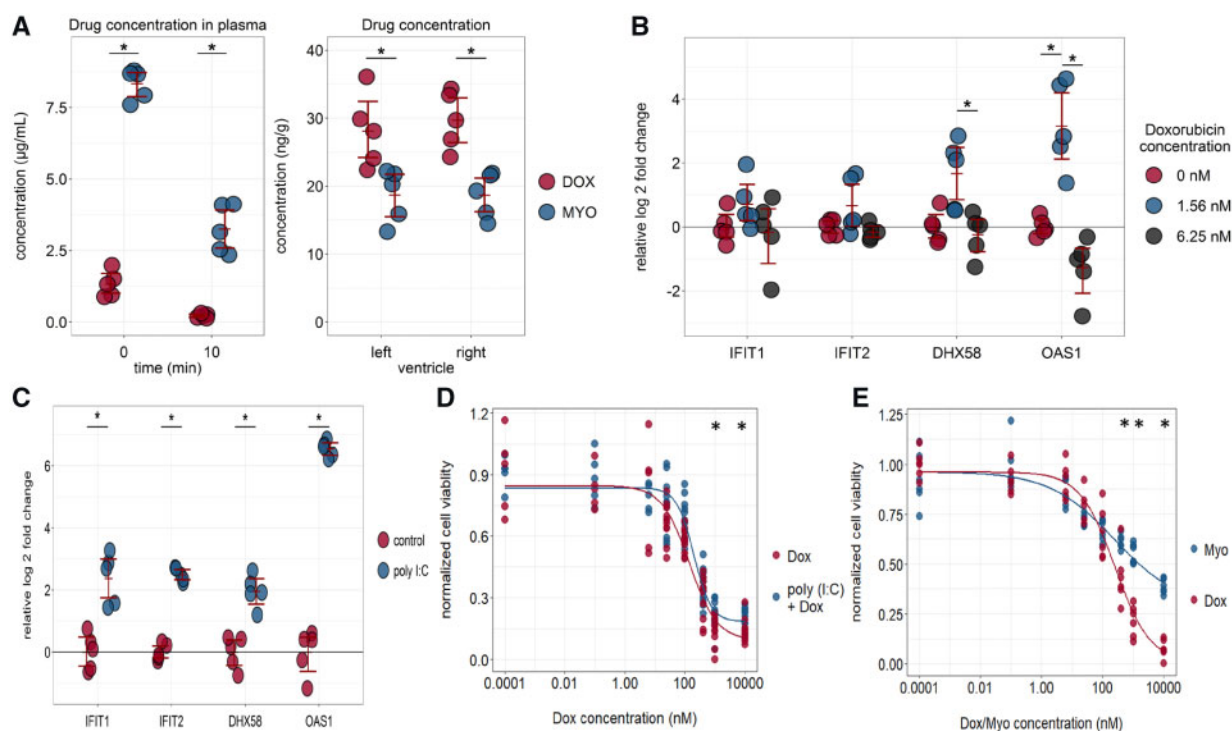 A
Drug concentration in plasma
Drug concentration
* *
* *
concentration (µg/mL)
7.5
5.0
2.5
0.0
0 10
time (min)
concentration (ng/g)
40
30
20
10
0
left right
ventricle
DOX
MYO
B
* *
*
relative log 2 fold change
4
2
0
-2
IFIT1 IFIT2 DHX58 OAS1
Doxorubicin
concentration
0 nM
1.56 nM
6.25 nM
C
* * * *
relative log 2 fold change
6
4
2
0
IFIT1 IFIT2 DHX58 OAS1
control
poly I:C
D
* *
normalized cell viability
1.2
0.9
0.6
0.3
0.0
0.0001 0.01 1.00 100 10000
Dox concentration (nM)
Dox
poly (I:C)
+ Dox
E
* * *
normalized cell viability
1.25
1.00
0.75
0.50
0.25
0.00
0.0001 0.01 1.00 100 10000
Dox/Myo concentration (nM)
Myo
Dox